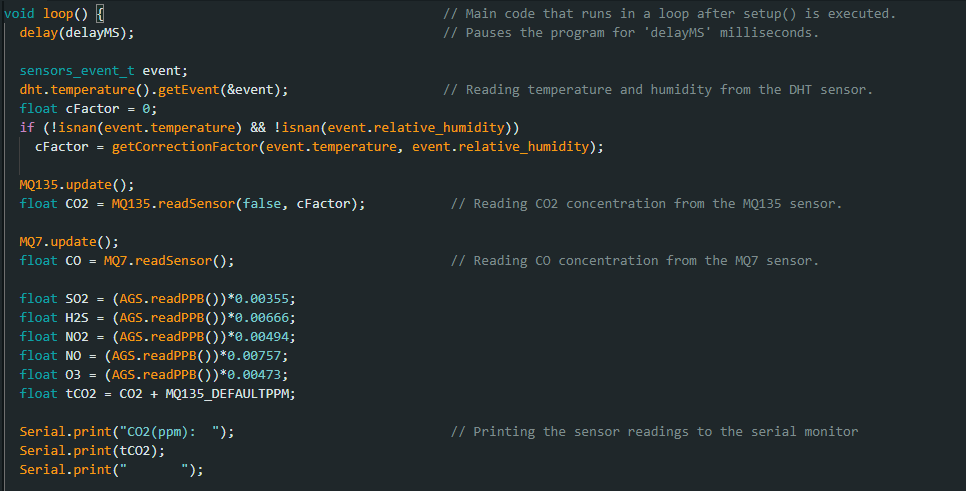 void loop() {                                            // Main code that runs in a loop after setup() is executed.
  delay(delayMS);                                        // Pauses the program for 'delayMS' milliseconds.
  sensors_event_t event;
  dht.temperature().getEvent(&event);                    // Reading temperature and humidity from the DHT sensor.
  float cFactor = 0;
  if (!isnan(event.temperature) && !isnan(event.relative_humidity))
    cFactor = getCorrectionFactor(event.temperature, event.relative_humidity);
  MQ135.update();
  float CO2 = MQ135.readSensor(false, cFactor);           // Reading CO2 concentration from the MQ135 sensor.
  MQ7.update();
  float CO = MQ7.readSensor();                            // Reading CO concentration from the MQ7 sensor.
  float SO2 = (AGS.readPPB())*0.00355;
  float H2S = (AGS.readPPB())*0.00666;
  float NO2 = (AGS.readPPB())*0.00494;
  float NO = (AGS.readPPB())*0.00757;
  float O3 = (AGS.readPPB())*0.00473;
  float tCO2 = CO2 + MQ135_DEFAULTPPM;
  Serial.print("CO2(ppm):  ");                            // Printing the sensor readings to the serial monitor
  Serial.print(tCO2);
  Serial.print("       ");